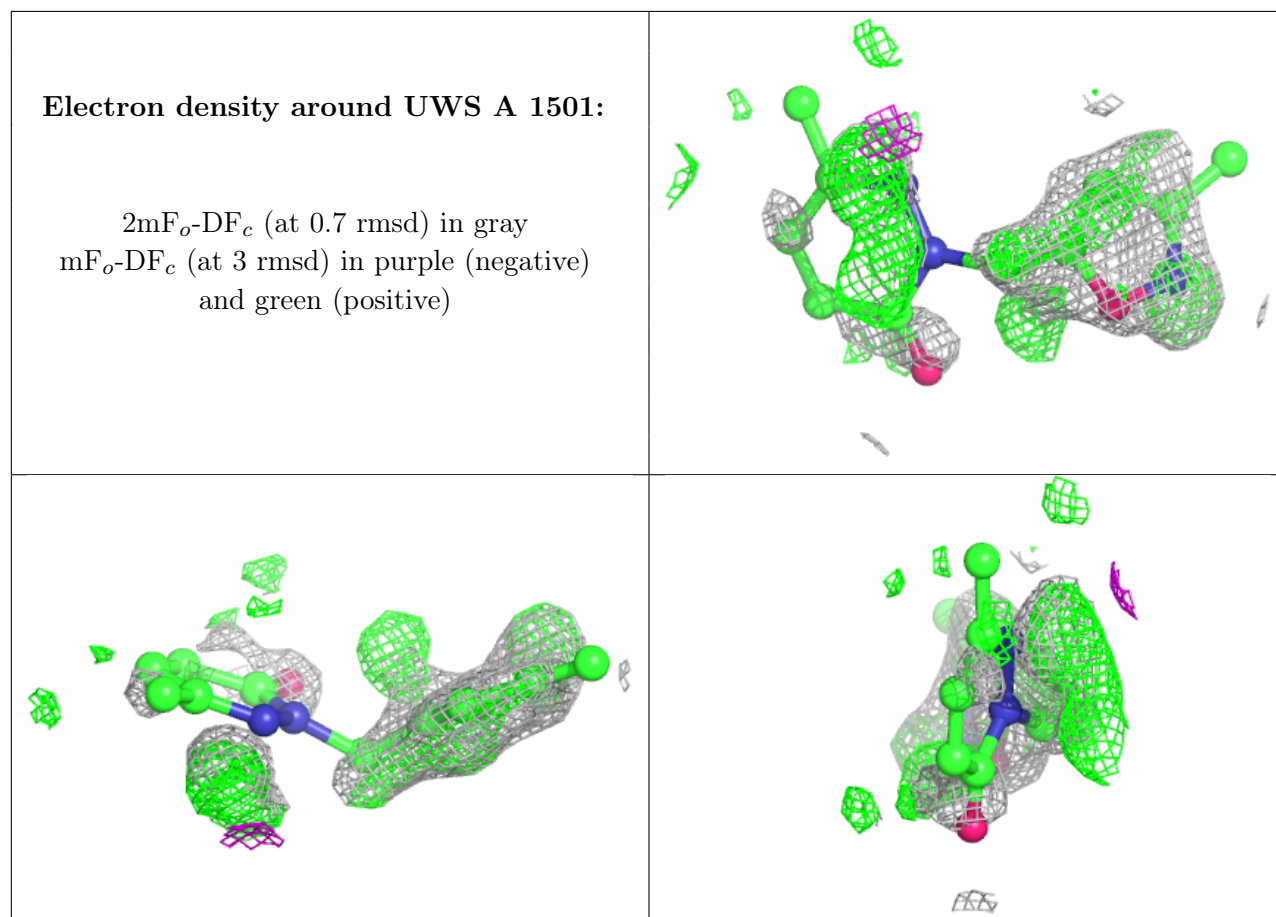 Electron density around UWS A 1501:
2mFo-DFc (at 0.7 rmsd) in gray
mFo-DFc (at 3 rmsd) in purple (negative)
and green (positive)